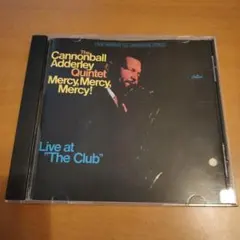 The
Cannonball
Adderley
Quintet
Mercy, Mercy,
Mercy!
Live at
"The Club"